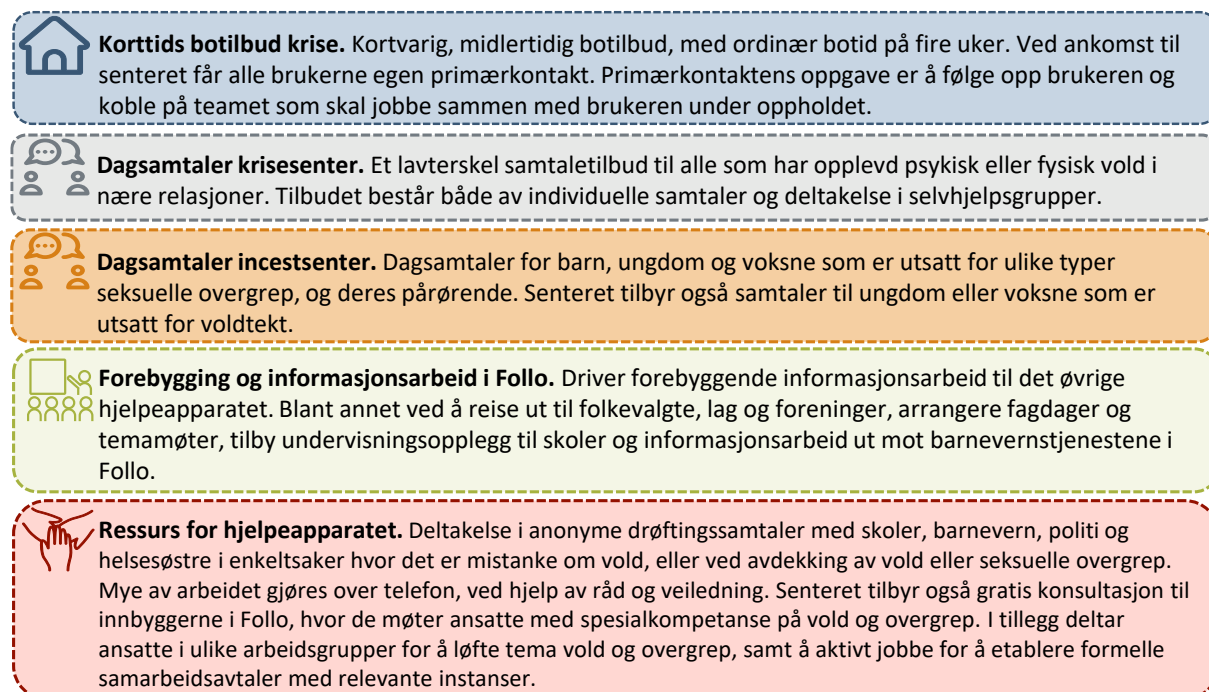 Korttids botilbud krise. Kortvarig, midlertidig botilbud, med ordinær botid på fire uker. Ved ankomst til
senteret får alle brukerne egen primærkontakt. Primærkontaktens oppgave er å følge opp brukeren og
koble på teamet som skal jobbe sammen med brukeren under oppholdet.
Dagsamtaler krisesenter. Et lavterskel samtaletilbud til alle som har opplevd psykisk eller fysisk vold i
nære relasjoner. Tilbudet består både av individuelle samtaler og deltakelse i selvhjelpsgrupper.
Dagsamtaler incestsenter. Dagsamtaler for barn, ungdom og voksne som er utsatt for ulike typer
seksuelle overgrep, og deres pårørende. Senteret tilbyr også samtaler til ungdom eller voksne som er
utsatt for voldtekt.
Forebygging og informasjonsarbeid i Follo. Driver forebyggende informasjonsarbeid til det øvrige
hjelpeapparatet. Blant annet ved å reise ut til folkevalgte, lag og foreninger, arrangere fagdager og
temamøter, tilby undervisningsopplegg til skoler og informasjonsarbeid ut mot barnevernstjenestene i
Follo.
Ressurs for hjelpeapparatet. Deltakelse i anonyme drøftingssamtaler med skoler, barnevern, politi og
helsesøstre i enkeltsaker hvor det er mistanke om vold, eller ved avdekking av vold eller seksuelle overgrep.
Mye av arbeidet gjøres over telefon, ved hjelp av råd og veiledning. Senteret tilbyr også gratis konsultasjon til
innbyggerne i Follo, hvor de møter ansatte med spesialkompetanse på vold og overgrep. I tillegg deltar
ansatte i ulike arbeidsgrupper for å løfte tema vold og overgrep, samt å aktivt jobbe for å etablere formelle
samarbeidsavtaler med relevante instanser.